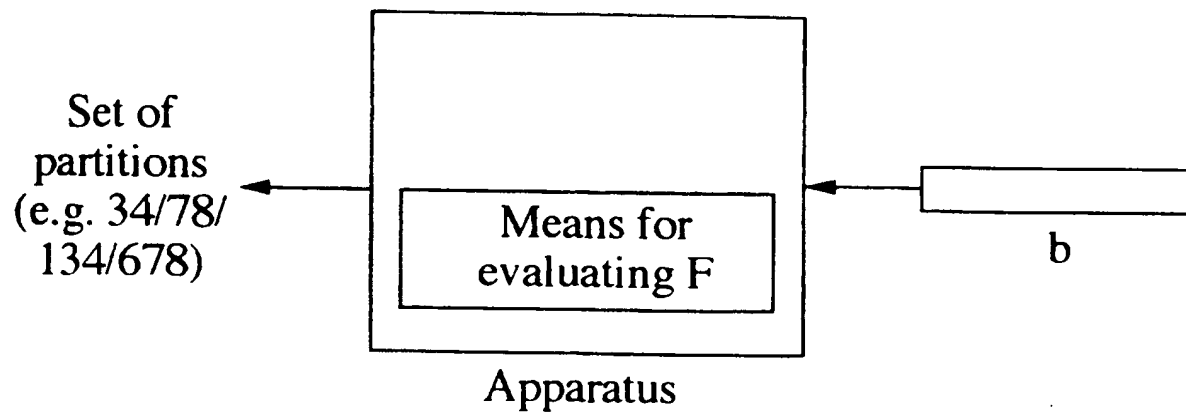 Set of
partitions
(e.g. 34/78/
134/678)
Means for
evaluating F
b
Apparatus